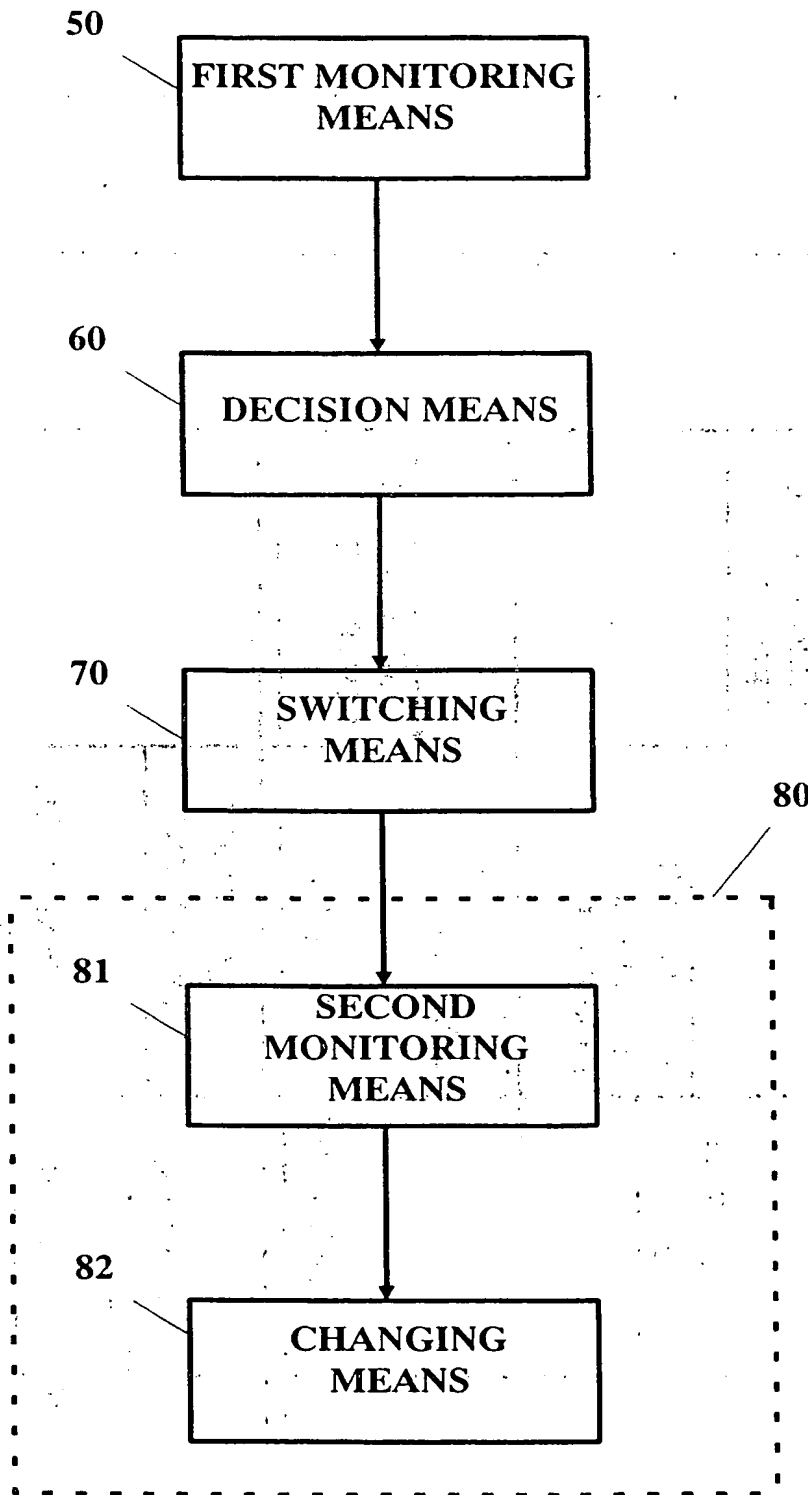 50
FIRST MONITORING
MEANS
60
DECISION MEANS
70
SWITCHING
MEANS
80
81
SECOND
MONITORING
MEANS
82
CHANGING
MEANS